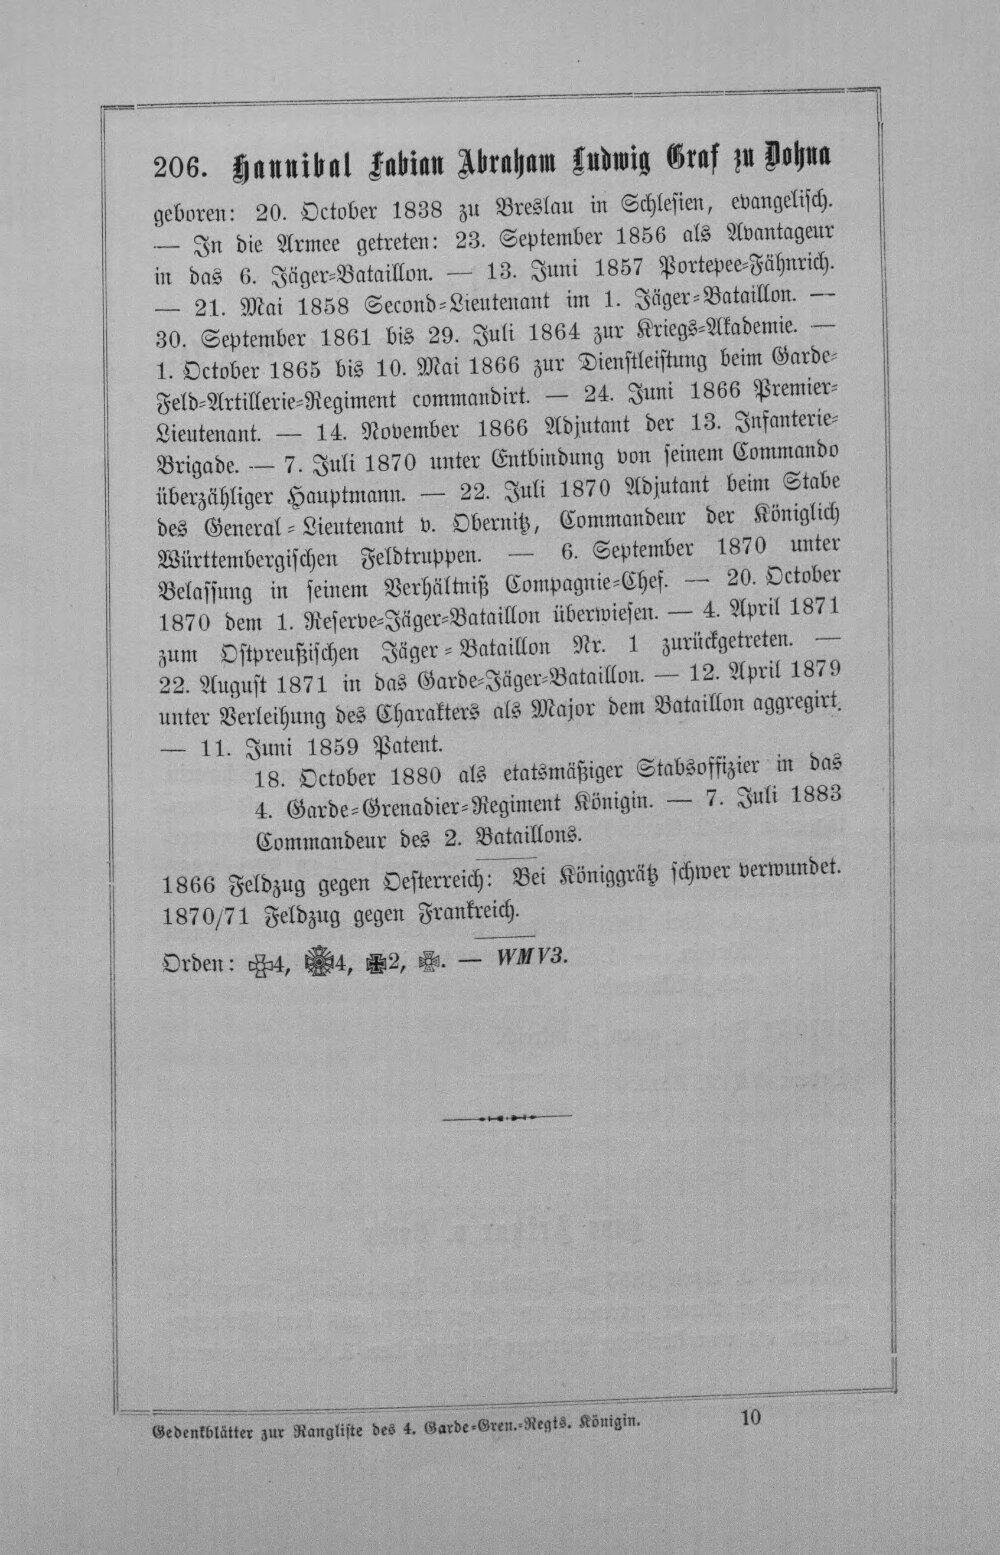 206. Hannibal Fabian Abraham Ludwig Graf zu Dohna
geboren: 20. October 1838 zu Breslau in Schlesien, evangelisch.
— In die Armee getreten: 23. September 1856 als Avantageur
in das 6. Jäger-Bataillon. — 13. Juni 1857 Portepee-Fähnrich.
— 21. Mai 1858 Second-Lieutenant im 1. Jäger-Bataillon. —
30. September 1861 bis 29. Juli 1864 zur Kriegs-Akademie. —
1. October 1865 bis 10. Mai 1866 zur Dienstleistung beim Garde-
Feld-Artillerie-Regiment commandirt. — 24. Juni 1866 Premier-
Lieutenant. — 14. November 1866 Adjutant der 13. Infanterie-
Brigade. — 7. Juli 1870 unter Entbindung von seinem Commando
überzähliger Hauptmann. — 22. Juli 1870 Adjutant beim Stabe
des General-Lieutenant v. Obernitz, Commandeur der Königlich
Württembergischen Feldtruppen. — 6. September 1870 unter
Belassung in seinem Verhältniß Compagnie-Chef. — 20. October
1870 dem 1. Reserve-Jäger-Bataillon überwiesen. — 4. April 1871
zum Ostpreußischen Jäger-Bataillon Nr. 1 zurückgetreten. —
22. August 1871 in das Garde-Jäger-Bataillon. — 12. April 1879
unter Verleihung des Charakters als Major dem Bataillon aggregirt.
— 11. Juni 1859 Patent.
18. October 1880 als etatsmäßiger Stabsoffizier in das
4. Garde-Grenadier-Regiment Königin. — 7. Juli 1883
Commandeur des 2. Bataillons.
1866 Feldzug gegen Oesterreich: Bei Königgrätz schwer verwundet.
1870/71 Feldzug gegen Frankreich.
Orden: 4, 4, 2, . — WMV3.
Gedenkblätter zur Rangliste des 4. Garde-Gren.-Regts. Königin. 10